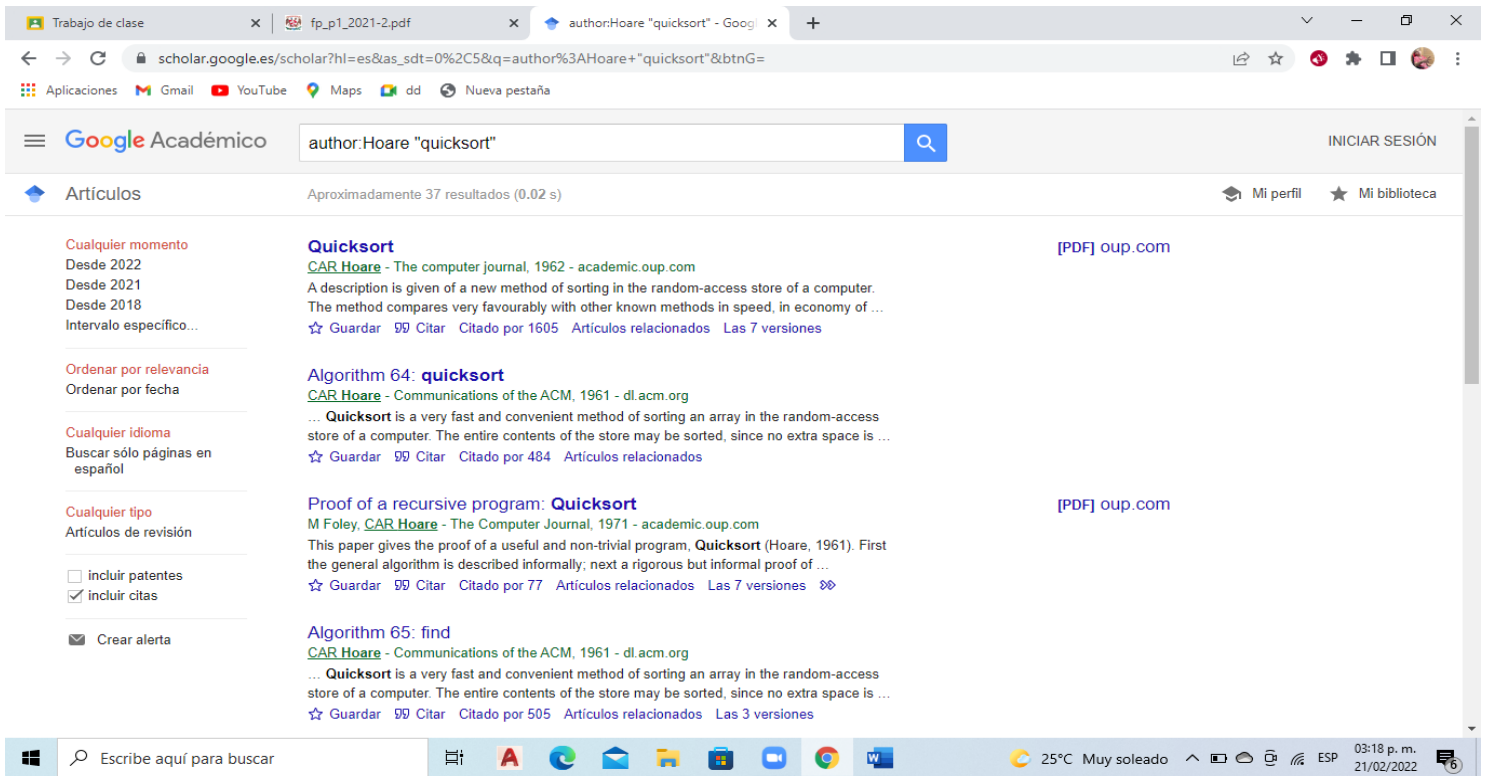 Trabajo de clase
fp_p1_2021-2.pdf
author:Hoare "quicksort" - Goog
scholar.google.es/scholar?hl=es&as_sdt=0%2C5&q=author%3AHoare+"quicksort"&btnG=
Aplicaciones Gmail YouTube Maps dd Nueva pestaña
Google Académico
author:Hoare "quicksort"
INICIAR SESIÓN
Artículos
Aproximadamente 37 resultados (0.02 s)
Mi perfil
Mi biblioteca
Cualquier momento
Desde 2022
Desde 2021
Desde 2018
Intervalo específico...
Ordenar por relevancia
Ordenar por fecha
Cualquier idioma
Buscar sólo páginas en
español
Cualquier tipo
Artículos de revisión
incluir patentes
incluir citas
Crear alerta
Quicksort
[PDF] oup.com
CAR Hoare - The computer journal, 1962 - academic.oup.com
A description is given of a new method of sorting in the random-access store of a computer.
The method compares very favourably with other known methods in speed, in economy of …
Guardar Citar Citado por 1605 Artículos relacionados Las 7 versiones
Algorithm 64: quicksort
CAR Hoare - Communications of the ACM, 1961 - dl.acm.org
… Quicksort is a very fast and convenient method of sorting an array in the random-access
store of a computer. The entire contents of the store may be sorted, since no extra space is …
Guardar Citar Citado por 484 Artículos relacionados
Proof of a recursive program: Quicksort
[PDF] oup.com
M Foley, CAR Hoare - The Computer Journal, 1971 - academic.oup.com
This paper gives the proof of a useful and non-trivial program, Quicksort (Hoare, 1961). First
the general algorithm is described informally; next a rigorous but informal proof of …
Guardar Citar Citado por 77 Artículos relacionados Las 7 versiones
Algorithm 65: find
CAR Hoare - Communications of the ACM, 1961 - dl.acm.org
… Quicksort is a very fast and convenient method of sorting an array in the random-access
store of a computer. The entire contents of the store may be sorted, since no extra space is …
Guardar Citar Citado por 505 Artículos relacionados Las 3 versiones
Escribe aquí para buscar
25°C Muy soleado
ESP
03:18 p. m.
21/02/2022
6